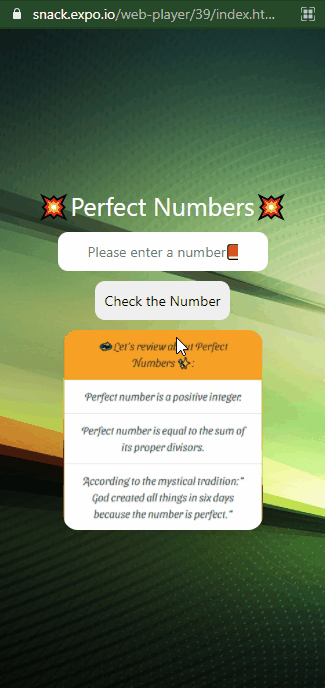 snack.expo.io/web-player/39/index.ht...
💥Perfect Numbers💥
Please enter a number📙
Check the Number
Let's review about Perfect
Numbers :
Perfect number is a positive integer.
Perfect number is equal to the sum of
its proper divisors.
"According to the mystical tradition:"
God created all things in six days
because the number is perfect."